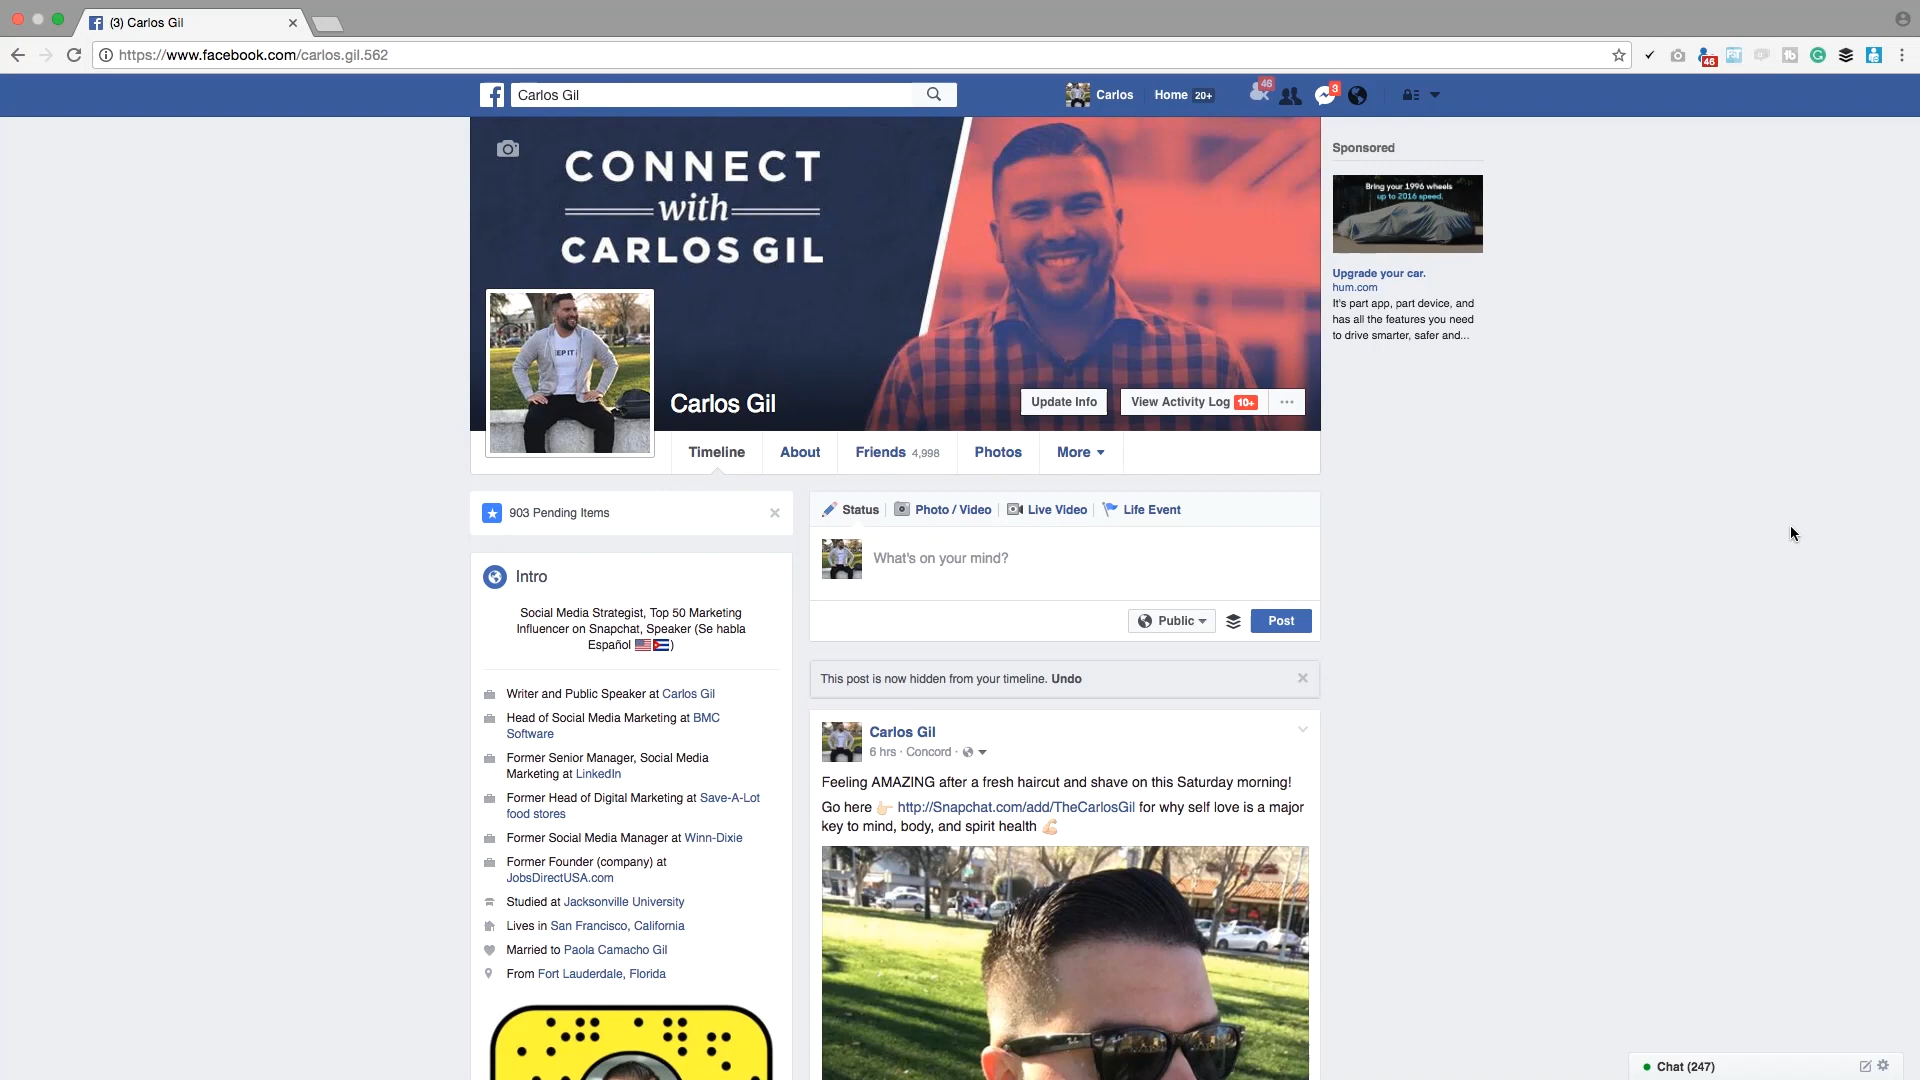 (3) Carlos Gil
https://www.facebook.com/carlos.gil.562
46
Carlos Gil
Carlos
Home 20+
46
3
CONNECT
with
CARLOS GIL
Carlos Gil
Update Info
View Activity Log 10+
Timeline
About
Friends 4,998
Photos
More
Sponsored
Bring your 1996 wheels
up to 2016 speed.
Upgrade your car.
hum.com
It's part app, part device, and
has all the features you need
to drive smarter, safer and...
903 Pending Items
Intro
Social Media Strategist, Top 50 Marketing
Influencer on Snapchat, Speaker (Se habla
Español 🇺🇸🇨🇺)
Writer and Public Speaker at Carlos Gil
Head of Social Media Marketing at BMC
Software
Former Senior Manager, Social Media
Marketing at LinkedIn
Former Head of Digital Marketing at Save-A-Lot
food stores
Former Social Media Manager at Winn-Dixie
Former Founder (company) at
JobsDirectUSA.com
Studied at Jacksonville University
Lives in San Francisco, California
Married to Paola Camacho Gil
From Fort Lauderdale, Florida
Status
Photo / Video
Live Video
Life Event
What's on your mind?
Public
Post
This post is now hidden from your timeline. Undo
Carlos Gil
6 hrs · Concord ·
Feeling AMAZING after a fresh haircut and shave on this Saturday morning!
Go here 👉🏻 http://Snapchat.com/add/TheCarlosGil for why self love is a major
key to mind, body, and spirit health 💪🏻
Chat (247)